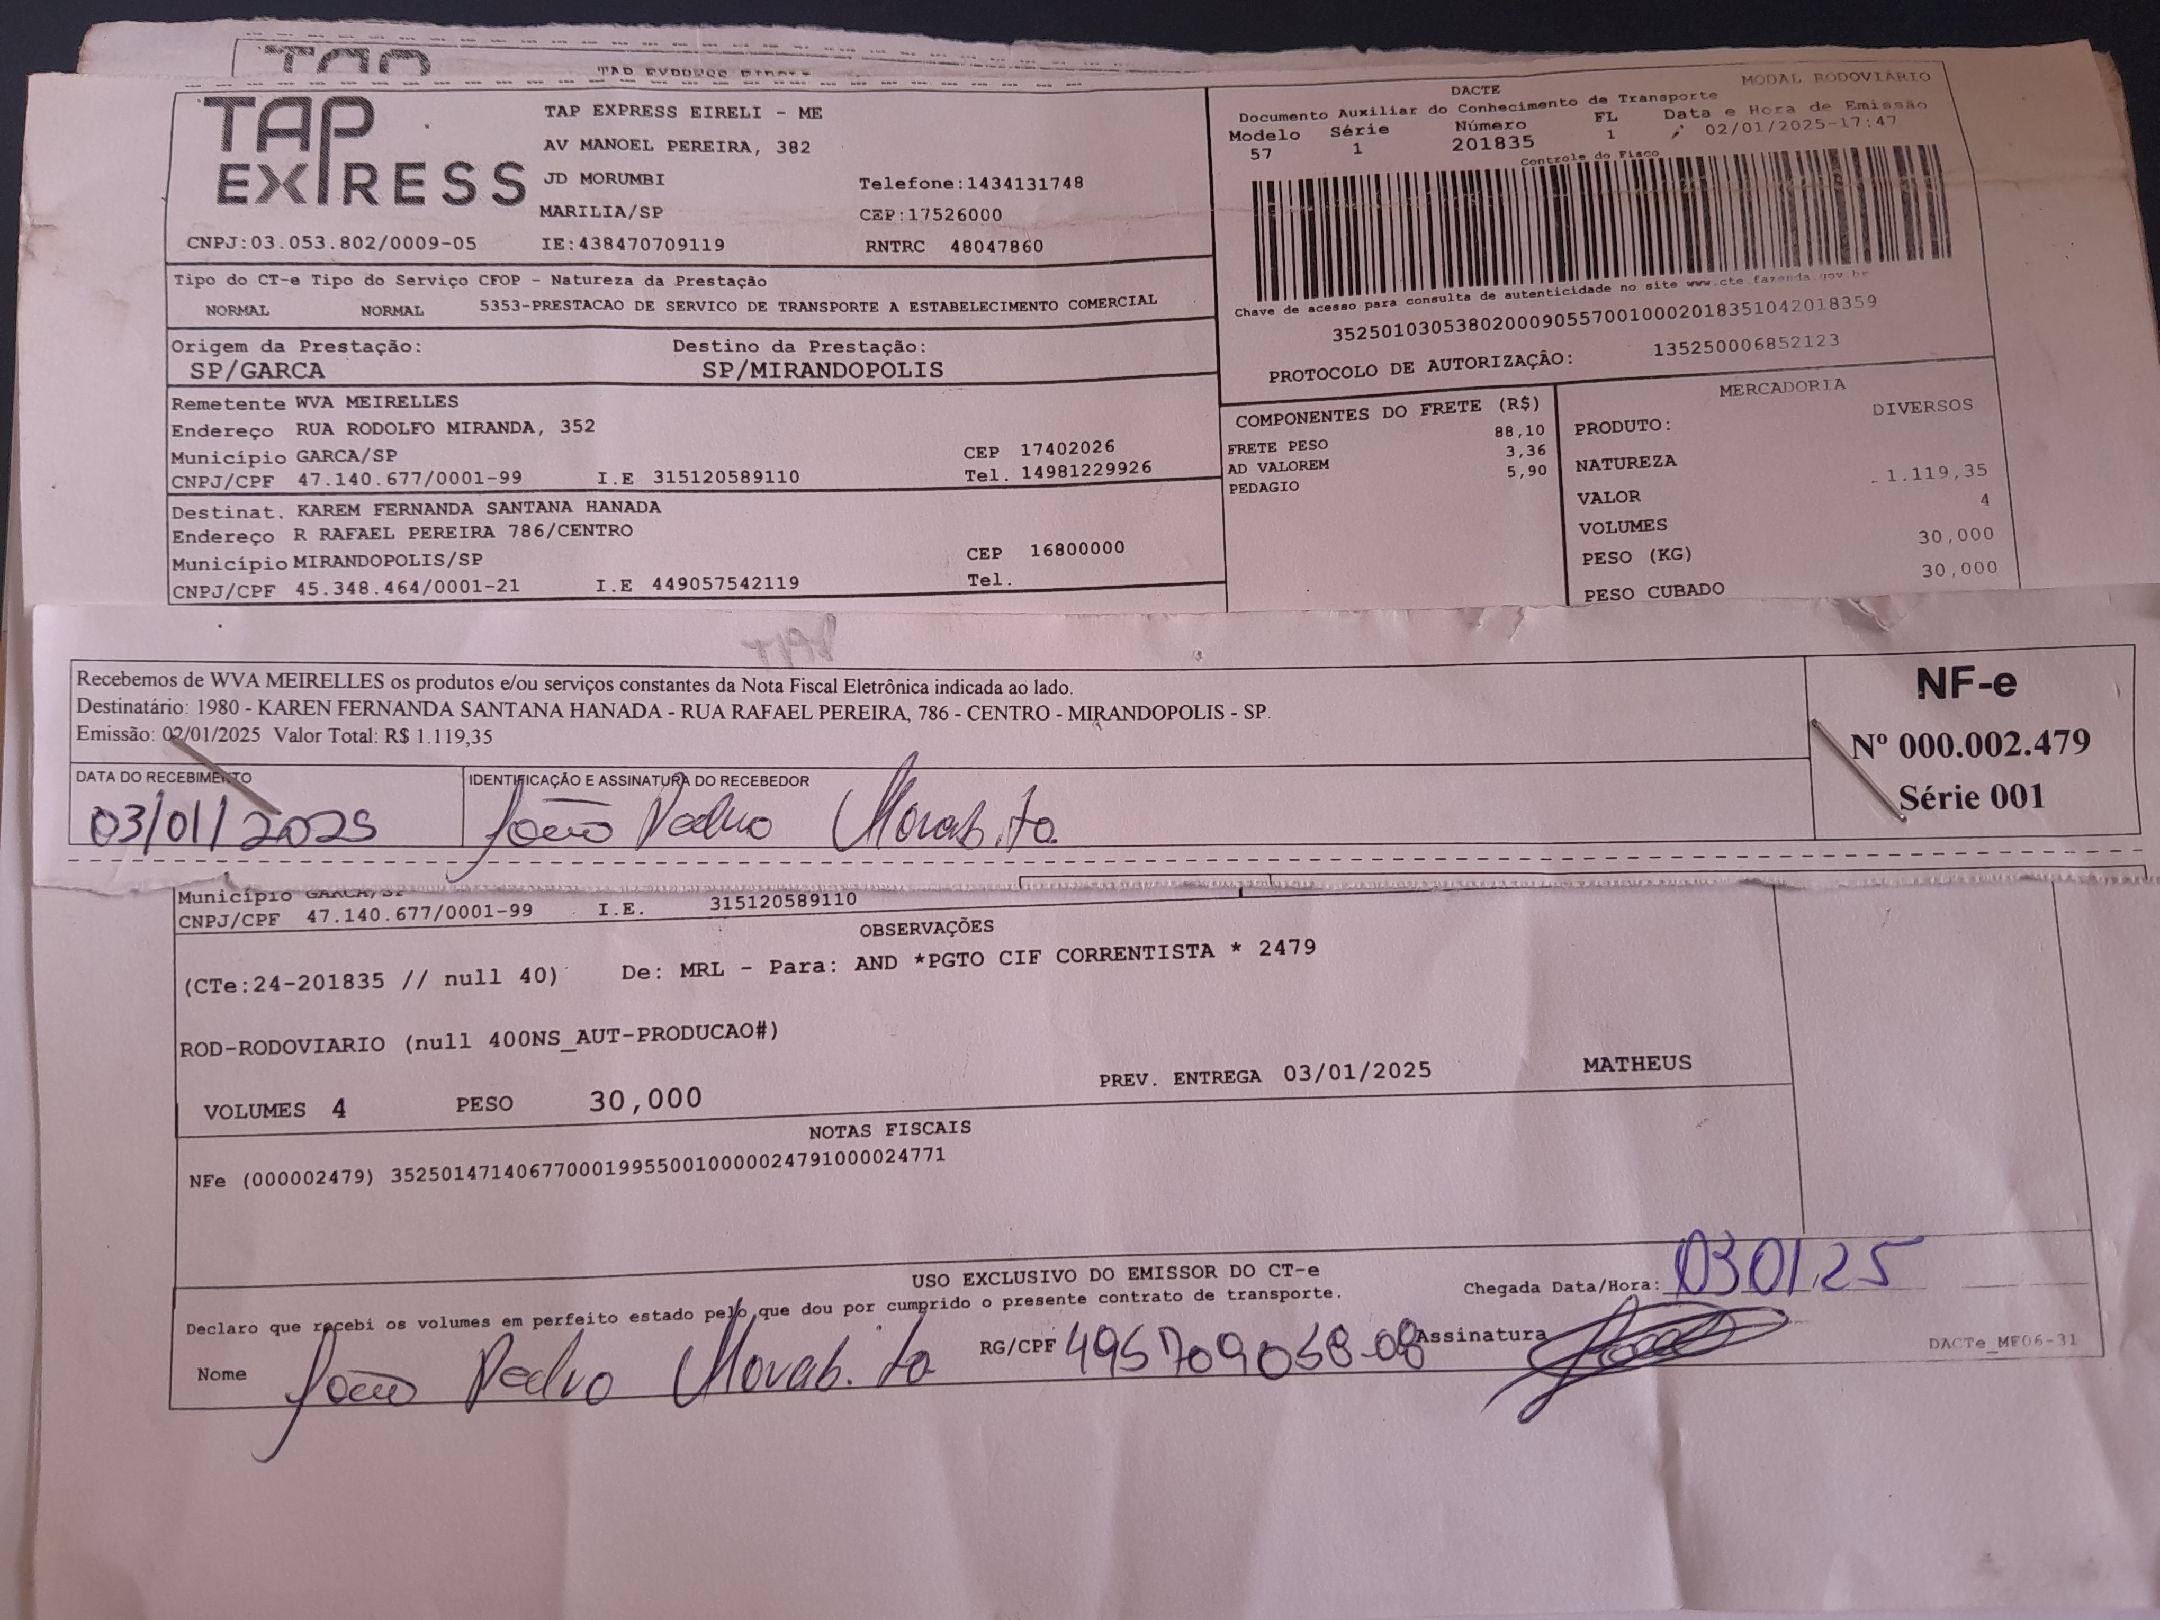 TAP EXPRESS EIRELI
TAP EXPRESS
TAP EXPRESS EIRELI - ME
AV MANOEL PEREIRA, 382
JD MORUMBI Telefone:1434131748
MARILIA/SP CEP:17526000
CNPJ:03.053.802/0009-05 IE:438470709119 RNTRC 48047860
DACTE MODAL RODOVIÁRIO
Documento Auxiliar do Conhecimento de Transporte
Modelo Série Número FL Data e Hora de Emissão
57 1 201835 1 02/01/2025-17:47
Controle do Fisco
Chave de acesso para consulta de autenticidade no site www.cte.fazenda.gov.br
35250103053802000905570010002018351042018359
PROTOCOLO DE AUTORIZAÇÃO: 135250006852123
Tipo do CT-e Tipo do Serviço CFOP - Natureza da Prestação
NORMAL NORMAL 5353-PRESTACAO DE SERVICO DE TRANSPORTE A ESTABELECIMENTO COMERCIAL
Origem da Prestação: Destino da Prestação:
SP/GARCA SP/MIRANDOPOLIS
Remetente WVA MEIRELLES
Endereço RUA RODOLFO MIRANDA, 352
Município GARCA/SP CEP 17402026
CNPJ/CPF 47.140.677/0001-99 I.E 315120589110 Tel. 14981229926
Destinat. KAREM FERNANDA SANTANA HANADA
Endereço R RAFAEL PEREIRA 786/CENTRO
Município MIRANDOPOLIS/SP CEP 16800000
CNPJ/CPF 45.348.464/0001-21 I.E 449057542119 Tel.
COMPONENTES DO FRETE (R$)
FRETE PESO 88,10
AD VALOREM 3,36
PEDAGIO 5,90
MERCADORIA
PRODUTO: DIVERSOS
NATUREZA
VALOR 1.119,35
VOLUMES 4
PESO (KG) 30,000
PESO CUBADO 30,000
Recebemos de WVA MEIRELLES os produtos e/ou serviços constantes da Nota Fiscal Eletrônica indicada ao lado.
Destinatário: 1980 - KAREN FERNANDA SANTANA HANADA - RUA RAFAEL PEREIRA, 786 - CENTRO - MIRANDOPOLIS - SP.
Emissão: 02/01/2025 Valor Total: R$ 1.119,35
DATA DO RECEBIMENTO IDENTIFICAÇÃO E ASSINATURA DO RECEBEDOR
03/01/2025 João Pedro Morabito
NF-e
Nº 000.002.479
Série 001
Município GARCA/SP
CNPJ/CPF 47.140.677/0001-99 I.E. 315120589110
OBSERVAÇÕES
(CTe:24-201835 // null 40) De: MRL - Para: AND *PGTO CIF CORRENTISTA * 2479
ROD-RODOVIARIO (null 400NS_AUT-PRODUCAO#)
VOLUMES 4 PESO 30,000 PREV. ENTREGA 03/01/2025 MATHEUS
NOTAS FISCAIS
NFe (000002479) 35250147140677000199550010000024791000024771
USO EXCLUSIVO DO EMISSOR DO CT-e
Declaro que recebi os volumes em perfeito estado pelo que dou por cumprido o presente contrato de transporte. Chegada Data/Hora: 03 01 25
Nome João Pedro Morabito RG/CPF 495709058-08 Assinatura
DACTe_MF06-31